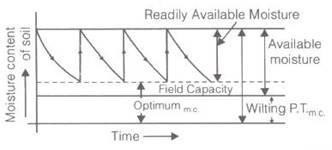 Readily Available Moisture
Available
moisture
Moisture content
of soil
Field Capacity
Optimum m.c.
Wilting P.T.m.c.
Time